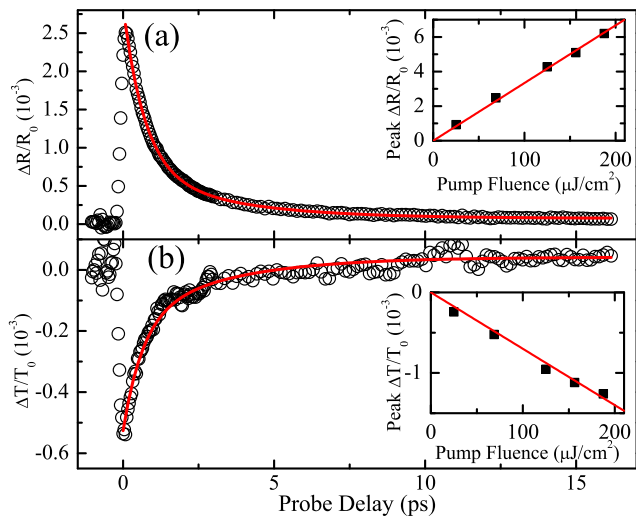 (a)
2.5
2.0
1.5
1.0
0.5
0.0
ΔR/R₀ (10⁻³)
6
4
2
0
Peak ΔR/R₀ (10⁻³)
0 100 200
Pump Fluence (μJ/cm²)
(b)
0.0
-0.2
-0.4
-0.6
ΔT/T₀ (10⁻³)
0
-1
Peak ΔT/T₀ (10⁻³)
0 100 200
Pump Fluence (μJ/cm²)
0 5 10 15
Probe Delay (ps)